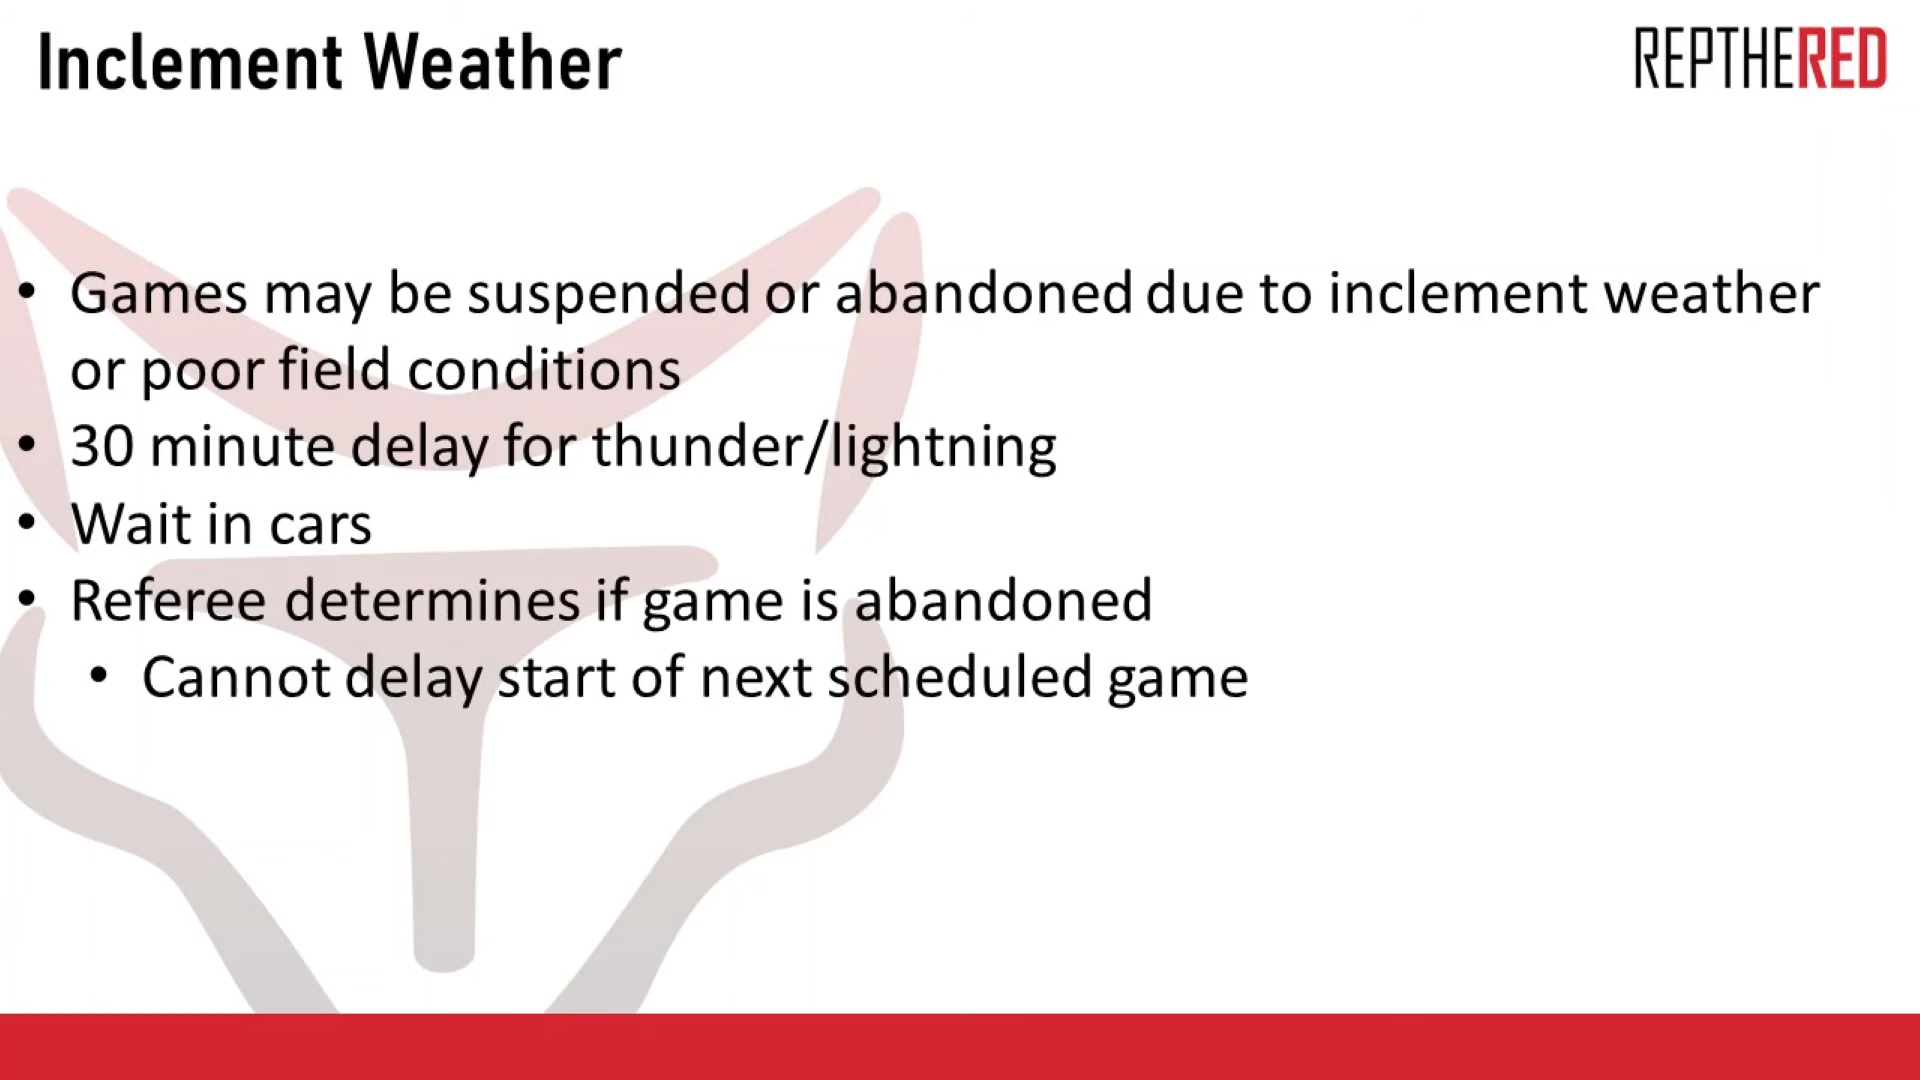 Inclement Weather
REPTHERED
• Games may be suspended or abandoned due to inclement weather
or poor field conditions
• 30 minute delay for thunder/lightning
• Wait in cars
• Referee determines if game is abandoned
• Cannot delay start of next scheduled game